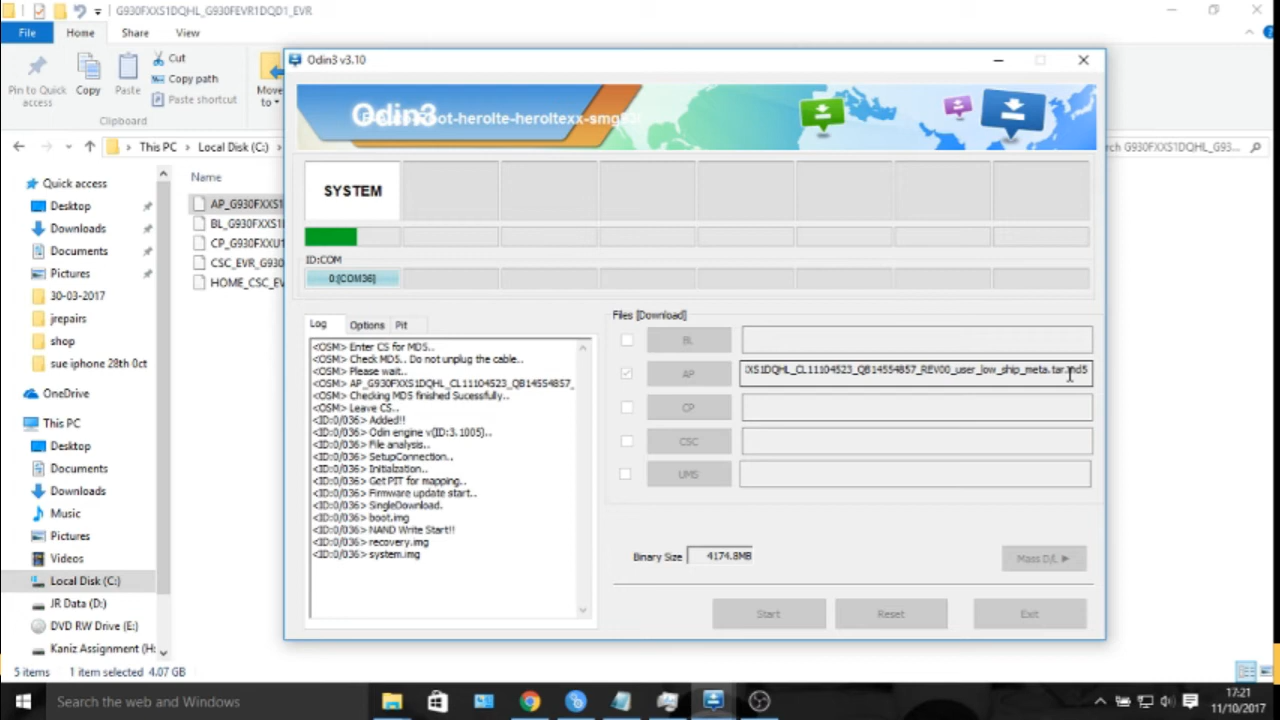 G930FXXS1DQHL_G930FEVR1DQD1_EVR
File
Home
Share
View
Pin to Quick access
Copy
Paste
Cut
Copy path
Paste shortcut
Move to
Clipboard
This PC
Local Disk (C:)
G930FXXS1DQHL_G93...
Quick access
Desktop
Downloads
Documents
Pictures
30-03-2017
jrepairs
shop
sue iphone 28th 0ct
OneDrive
This PC
Desktop
Documents
Downloads
Music
Pictures
Videos
Local Disk (C:)
JR Data (D:)
DVD RW Drive (E:)
Kaniz Assignment (H:
Name
AP_G930FXXS1
BL_G930FXXS1
CP_G930FXXU1
CSC_EVR_G930
HOME_CSC_EV
5 items
1 item selected 4.07 GB
Odin3 v3.10
Odin3
SYSTEM
ID:COM
0:[COM36]
Log
Options
Pit
<OSM> Enter CS for MD5..
<OSM> Check MD5.. Do not unplug the cable..
<OSM> Please wait..
<OSM> AP_G930FXXS1DQHL_CL11104523_QB14554857_
<OSM> Checking MD5 finished Sucessfully..
<OSM> Leave CS..
<ID:0/036> Added!!
<ID:0/036> Odin engine v(ID:3.1005)..
<ID:0/036> File analysis..
<ID:0/036> SetupConnection..
<ID:0/036> Initialzation..
<ID:0/036> Get PIT for mapping..
<ID:0/036> Firmware update start..
<ID:0/036> SingleDownload.
<ID:0/036> boot.img
<ID:0/036> NAND Write Start!!
<ID:0/036> recovery.img
<ID:0/036> system.img
Files [Download]
BL
AP
XS1DQHL_CL11104523_QB14554857_REV00_user_low_ship_meta.tar.md5
CP
CSC
UMS
Binary Size
4174.8MB
Mass D/L
Start
Reset
Exit
Search the web and Windows
17:21
11/10/2017